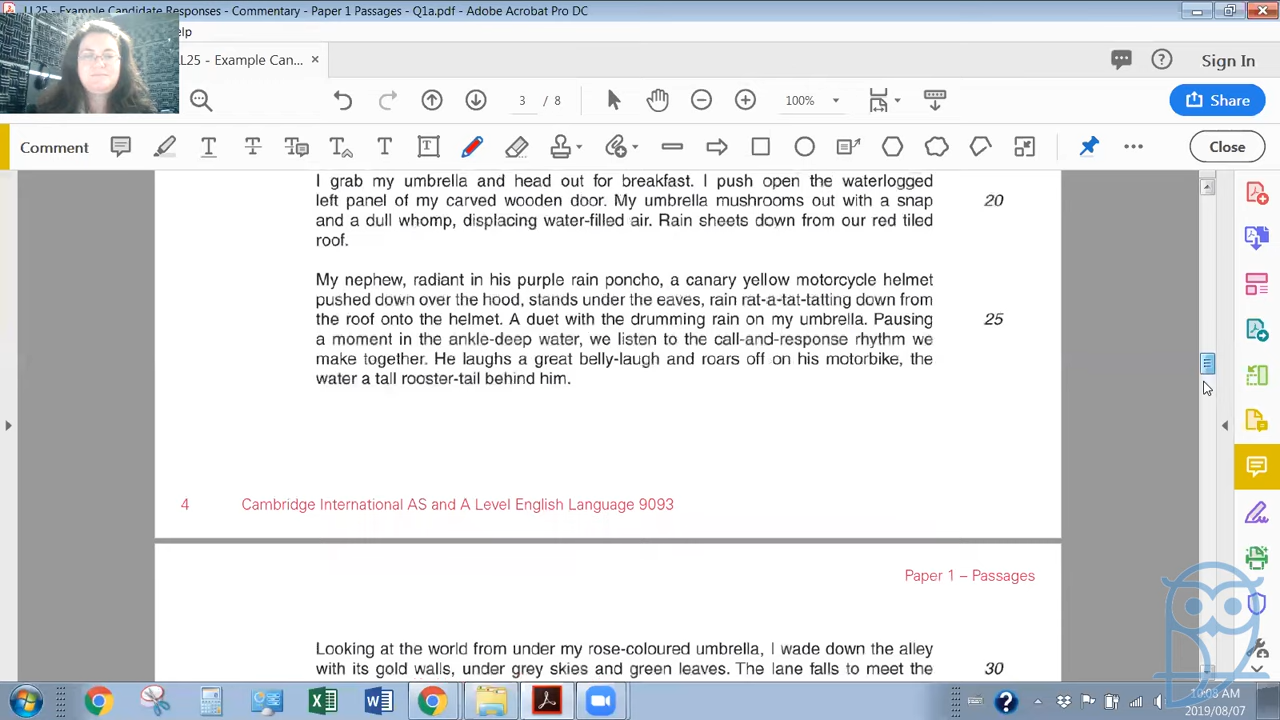 LL25 - Example Candidate Responses - Commentary - Paper 1 Passages - Q1a.pdf - Adobe Acrobat Pro DC
elp
LL25 - Example Can... ×
Sign In
3 / 8
100%
Share
Comment
Close
I grab my umbrella and head out for breakfast. I push open the waterlogged
left panel of my carved wooden door. My umbrella mushrooms out with a snap 20
and a dull whomp, displacing water-filled air. Rain sheets down from our red tiled
roof.
My nephew, radiant in his purple rain poncho, a canary yellow motorcycle helmet
pushed down over the hood, stands under the eaves, rain rat-a-tat-tatting down from
the roof onto the helmet. A duet with the drumming rain on my umbrella. Pausing 25
a moment in the ankle-deep water, we listen to the call-and-response rhythm we
make together. He laughs a great belly-laugh and roars off on his motorbike, the
water a tall rooster-tail behind him.
4 Cambridge International AS and A Level English Language 9093
Paper 1 – Passages
Looking at the world from under my rose-coloured umbrella, I wade down the alley
with its gold walls, under grey skies and green leaves. The lane falls to meet the 30
2019/08/07